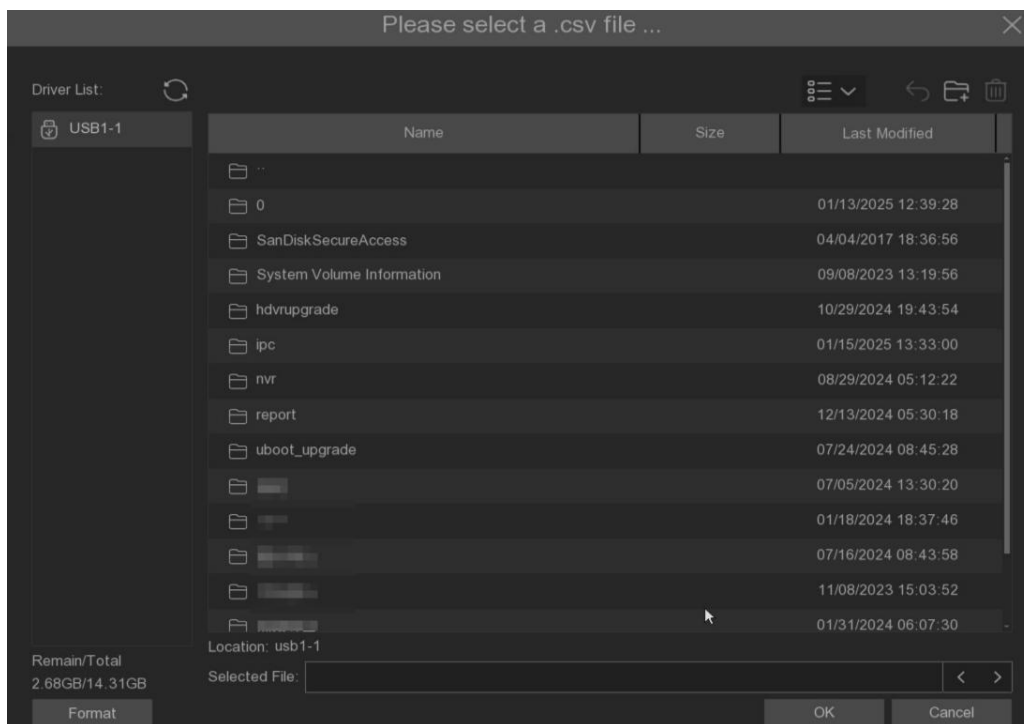 Please select a .csv file ...
Driver List:
USB1-1
Name Size Last Modified
..
0 01/13/2025 12:39:28
SanDiskSecureAccess 04/04/2017 18:36:56
System Volume Information 09/08/2023 13:19:56
hdvrupgrade 10/29/2024 19:43:54
ipc 01/15/2025 13:33:00
nvr 08/29/2024 05:12:22
report 12/13/2024 05:30:18
uboot_upgrade 07/24/2024 08:45:28
07/05/2024 13:30:20
01/18/2024 18:37:46
07/16/2024 08:43:58
11/08/2023 15:03:52
01/31/2024 06:07:30
Location: usb1-1
Remain/Total
2.68GB/14.31GB
Selected File:
Format OK Cancel